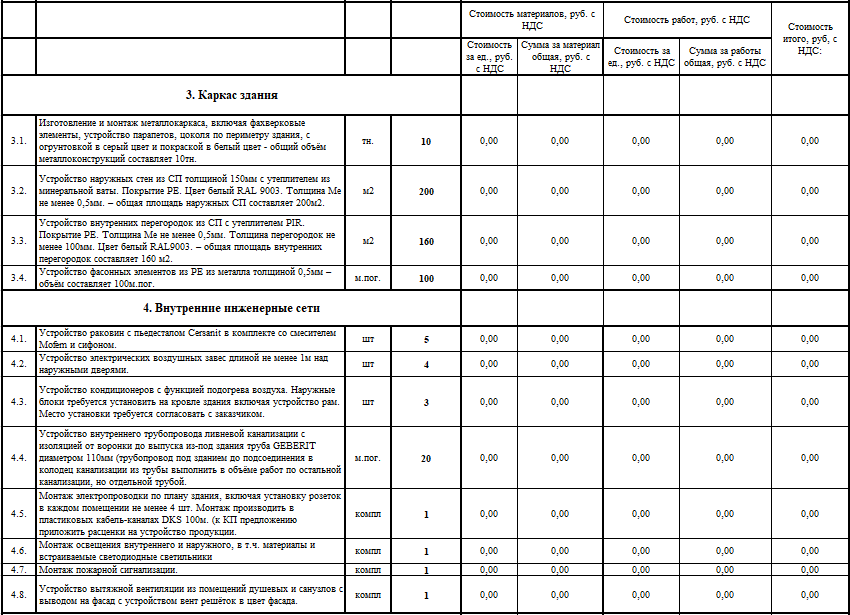 Стоимость материалов, руб. с НДС
Стоимость работ, руб. с НДС
Стоимость итого, руб, с НДС:
Стоимость за ед., руб. с НДС
Сумма за материал общая, руб. с НДС
Стоимость за ед., руб. с НДС
Сумма за работы общая, руб. с НДС
3. Каркас здания
3.1.
Изготовление и монтаж металлокаркаса, включая фахверковые
элементы, устройство парапетов, цоколя по периметру здания, с
огрунтовкой в серый цвет и покраской в белый цвет - общий объём
металлоконструкций составляет 10тн.
тн. 10 0,00 0,00 0,00 0,00 0,00
3.2.
Устройство наружных стен из СП толщиной 150мм с утеплителем из
минеральной ваты. Покрытие PE. Цвет белый RAL 9003. Толщина Ме
не менее 0,5мм. – общая площадь наружных СП составляет 200м2.
м2 200 0,00 0,00 0,00 0,00 0,00
3.3.
Устройство внутренних перегородок из СП с утеплителем PIR.
Покрытие PE. Толщина Ме не менее 0,5мм. Толщина перегородок не
менее 100мм. Цвет белый RAL9003. – общая площадь внутренних
перегородок составляет 160 м2.
м2 160 0,00 0,00 0,00 0,00 0,00
3.4.
Устройство фасонных элементов из PE из металла толщиной 0,5мм –
объём составляет 100м.пог.
м.пог. 100 0,00 0,00 0,00 0,00 0,00
4. Внутренние инженерные сети
4.1.
Устройство раковин с пьедесталом Cersanit в комплекте со смесителем
Mofem и сифоном.
шт 5 0,00 0,00 0,00 0,00 0,00
4.2.
Устройство электрических воздушных завес длиной не менее 1м над
наружными дверями.
шт 4 0,00 0,00 0,00 0,00 0,00
4.3.
Устройство кондиционеров с функцией подогрева воздуха. Наружные
блоки требуется установить на кровле здания включая устройство рам.
Место установки требуется согласовать с заказчиком.
шт 3 0,00 0,00 0,00 0,00 0,00
4.4.
Устройство внутреннего трубопровода ливневой канализации с
изоляцией от воронки до выпуска из-под здания труба GEBERIT
диаметром 110мм (трубопровод под зданием до подсоединения в
колодец канализации из трубы выполнить в объёме работ по остальной
канализации, но отдельной трубой.
м.пог. 20 0,00 0,00 0,00 0,00 0,00
4.5.
Монтаж электропроводки по плану здания, включая установку розеток
в каждом помещении не менее 4 шт. Монтаж производить в
пластиковых кабель-каналах DKS 100м. (к КП предложению
приложить расценки на устройство продукции.
компл 1 0,00 0,00 0,00 0,00 0,00
4.6.
Монтаж освещения внутреннего и наружного, в т.ч. материалы и
встраиваемые светодиодные светильники
компл 1 0,00 0,00 0,00 0,00 0,00
4.7.
Монтаж пожарной сигнализации.
компл 1 0,00 0,00 0,00 0,00 0,00
4.8.
Устройство вытяжной вентиляции из помещений душевых и санузлов с
выводом на фасад с устройством вент решёток в цвет фасада.
компл 1 0,00 0,00 0,00 0,00 0,00